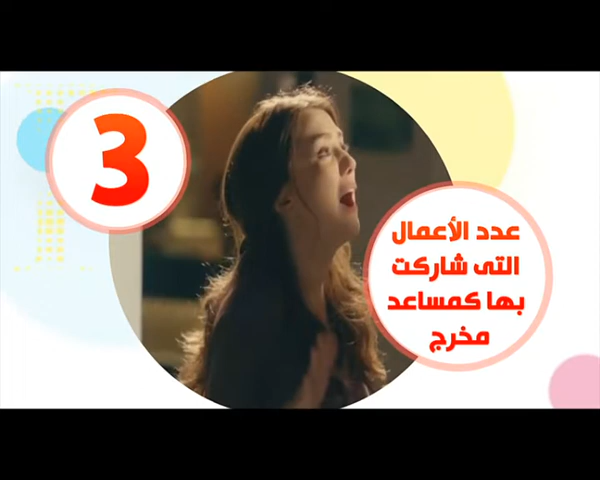 3
عدد الأعمال
التى شاركت
بها كمساعد
مخرج